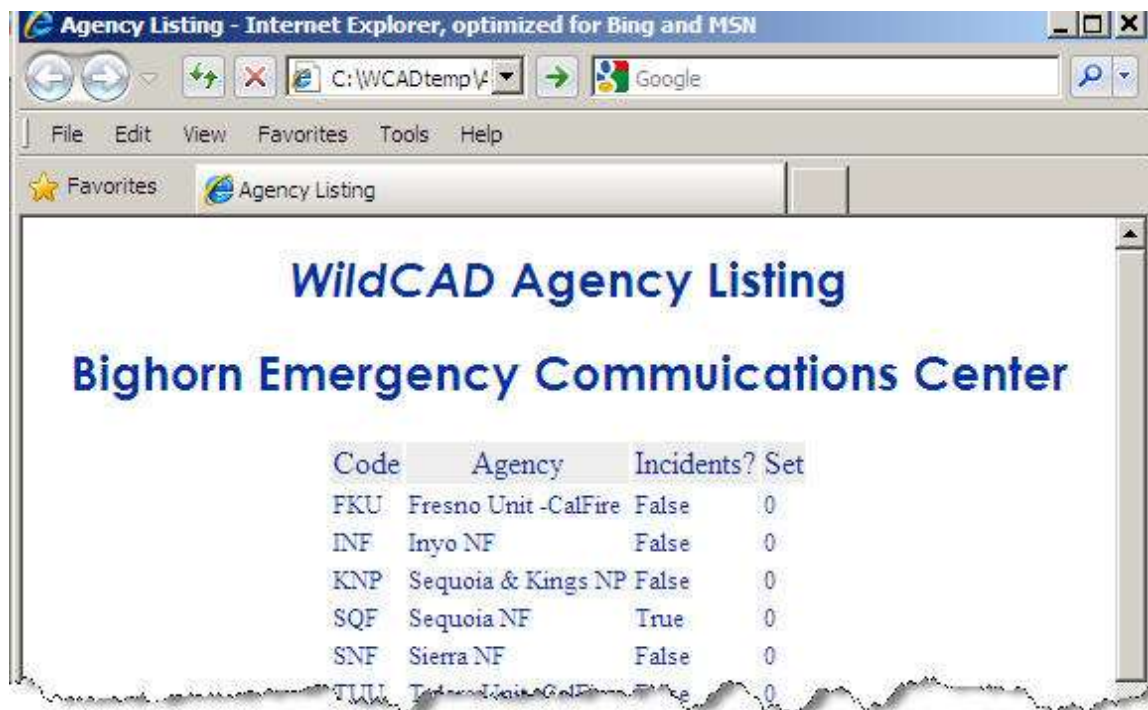 Agency Listing - Internet Explorer, optimized for Bing and MSN
C:\WCADtemp\A
Google
File Edit View Favorites Tools Help
Favorites Agency Listing
WildCAD Agency Listing
Bighorn Emergency Commuications Center
Code Agency Incidents? Set
FKU Fresno Unit -CalFire False 0
INF Inyo NF False 0
KNP Sequoia & Kings NP False 0
SQF Sequoia NF True 0
SNF Sierra NF False 0
TUU 0